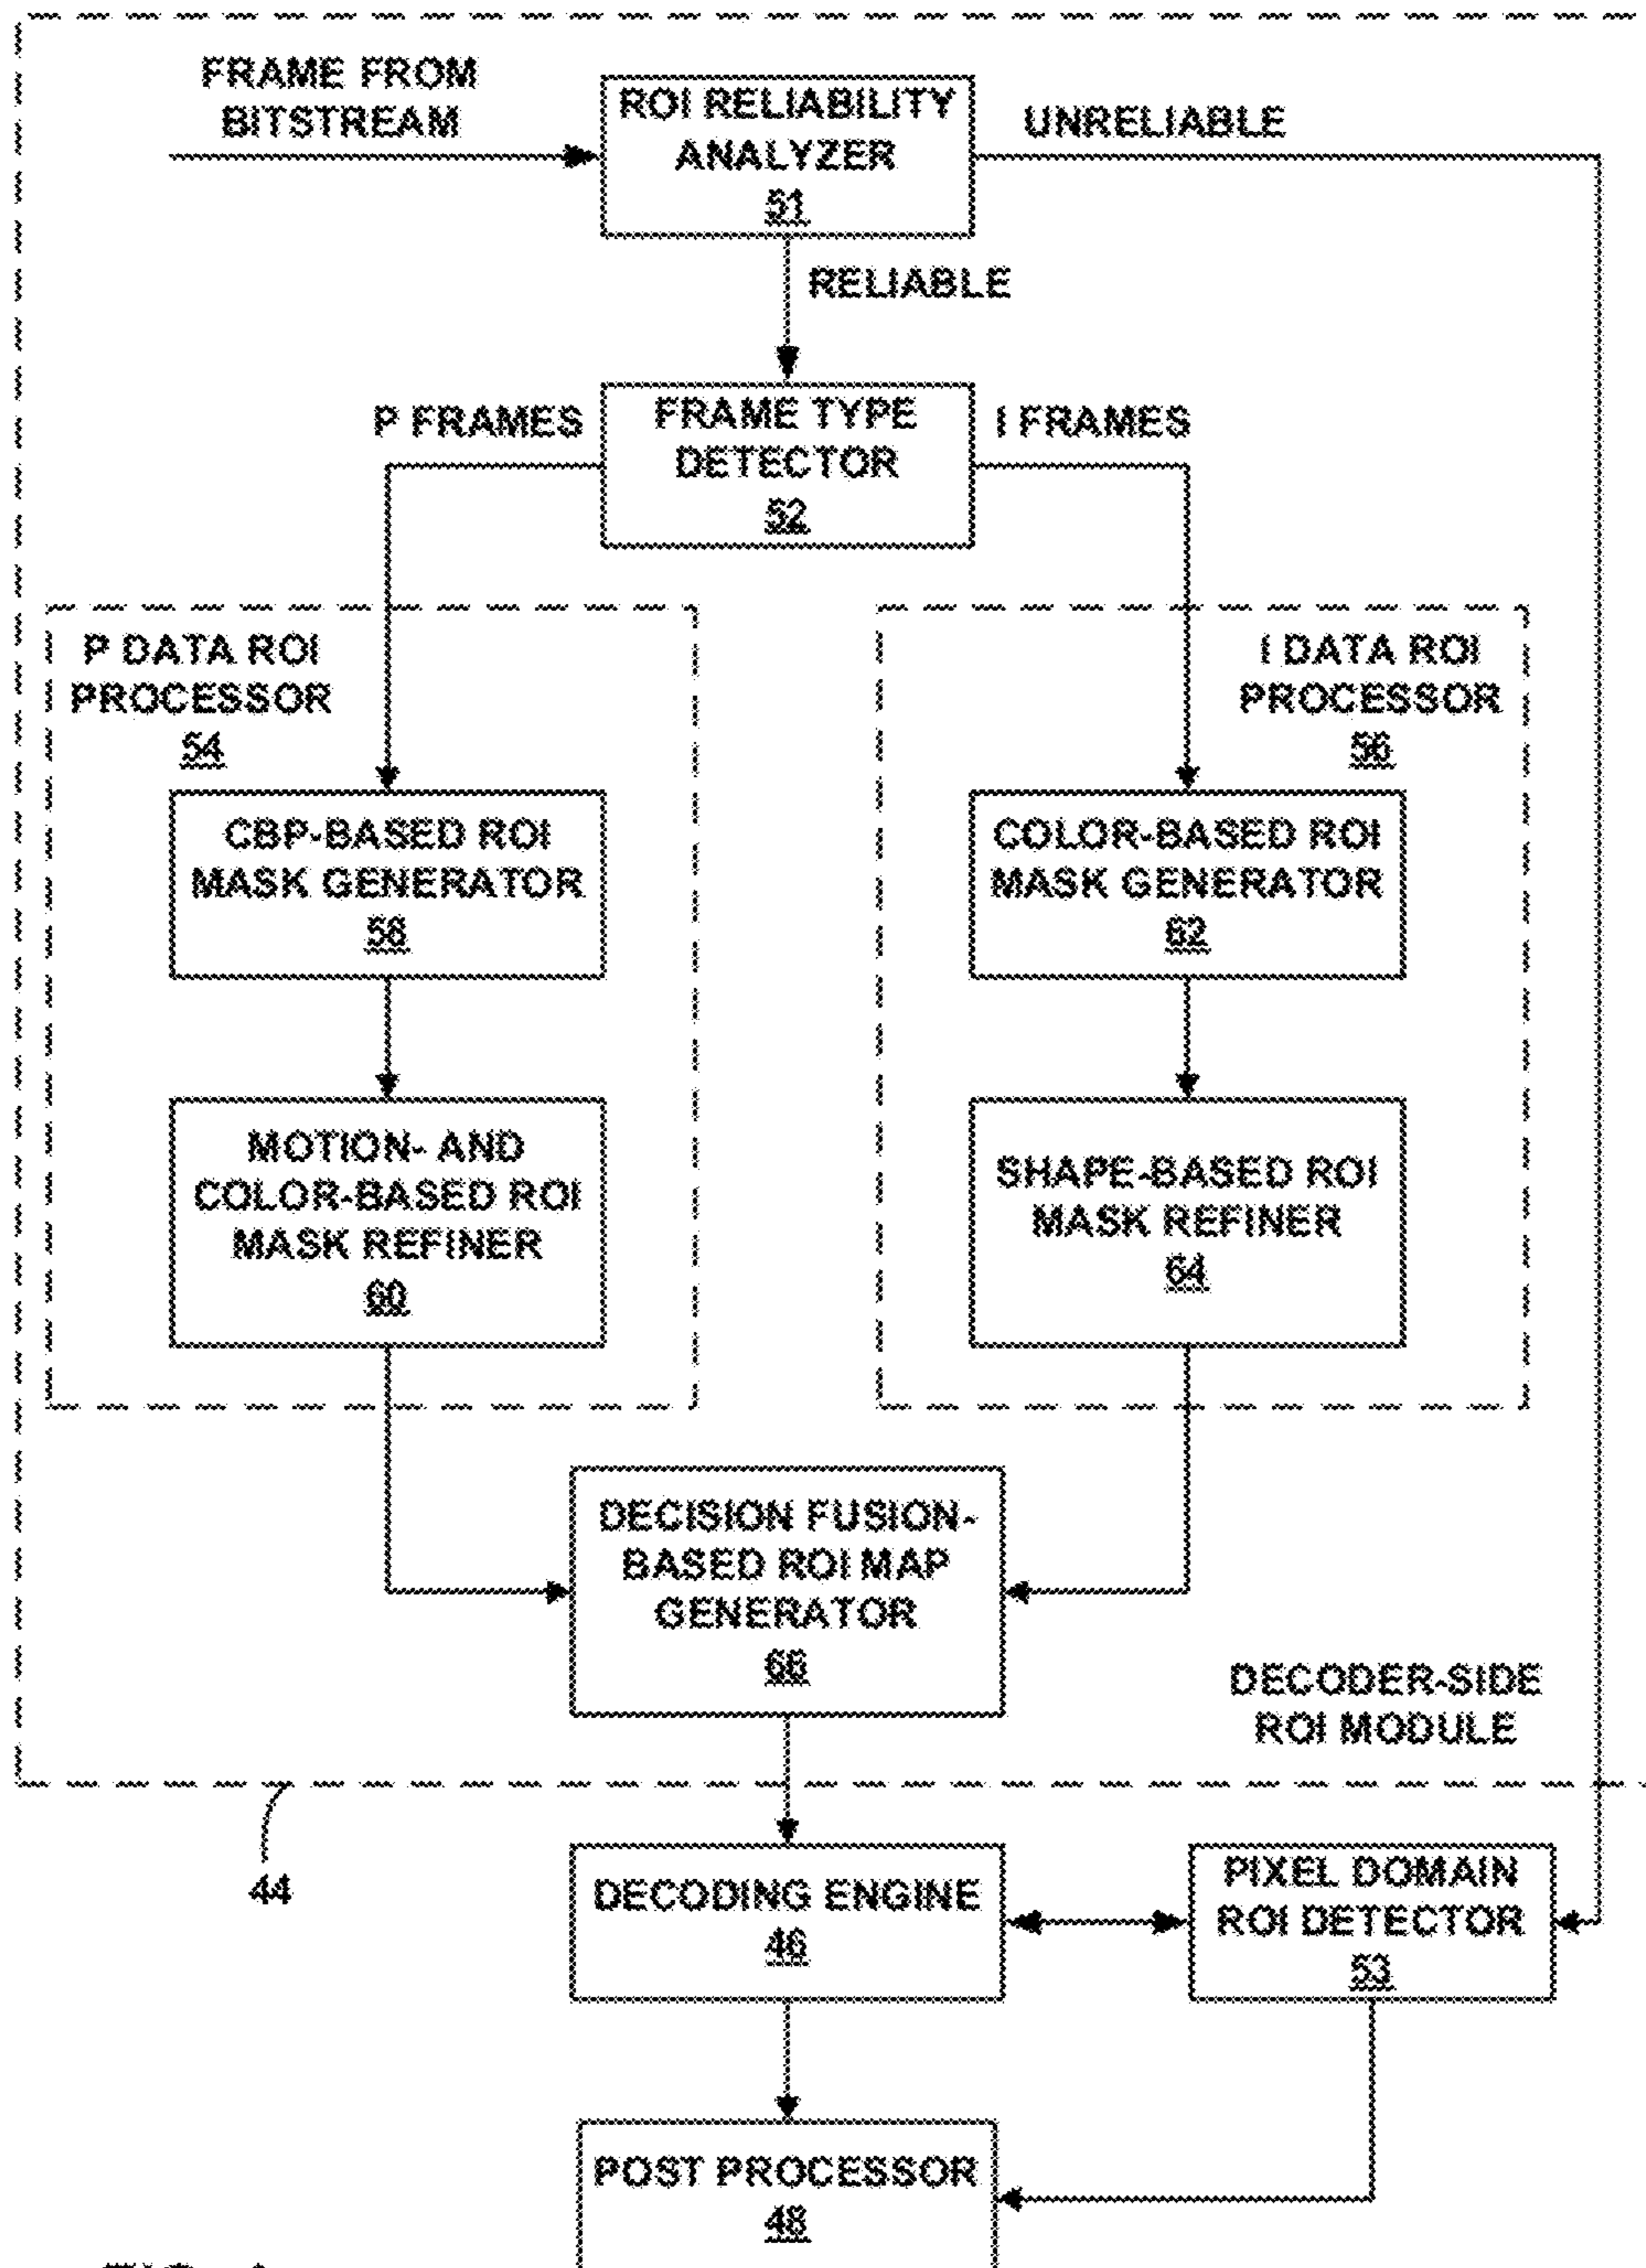 FRAME FROM
BITSTREAM
ROI RELIABILITY
ANALYZER
51
UNRELIABLE
RELIABLE
P FRAMES
FRAME TYPE
DETECTOR
52
I FRAMES
P DATA ROI
PROCESSOR
54
I DATA ROI
PROCESSOR
56
CBP-BASED ROI
MASK GENERATOR
58
COLOR-BASED ROI
MASK GENERATOR
62
MOTION- AND
COLOR-BASED ROI
MASK REFINER
60
SHAPE-BASED ROI
MASK REFINER
64
DECISION FUSION-
BASED ROI MAP
GENERATOR
66
DECODER-SIDE
ROI MODULE
44
DECODING ENGINE
46
PIXEL DOMAIN
ROI DETECTOR
53
POST PROCESSOR
48